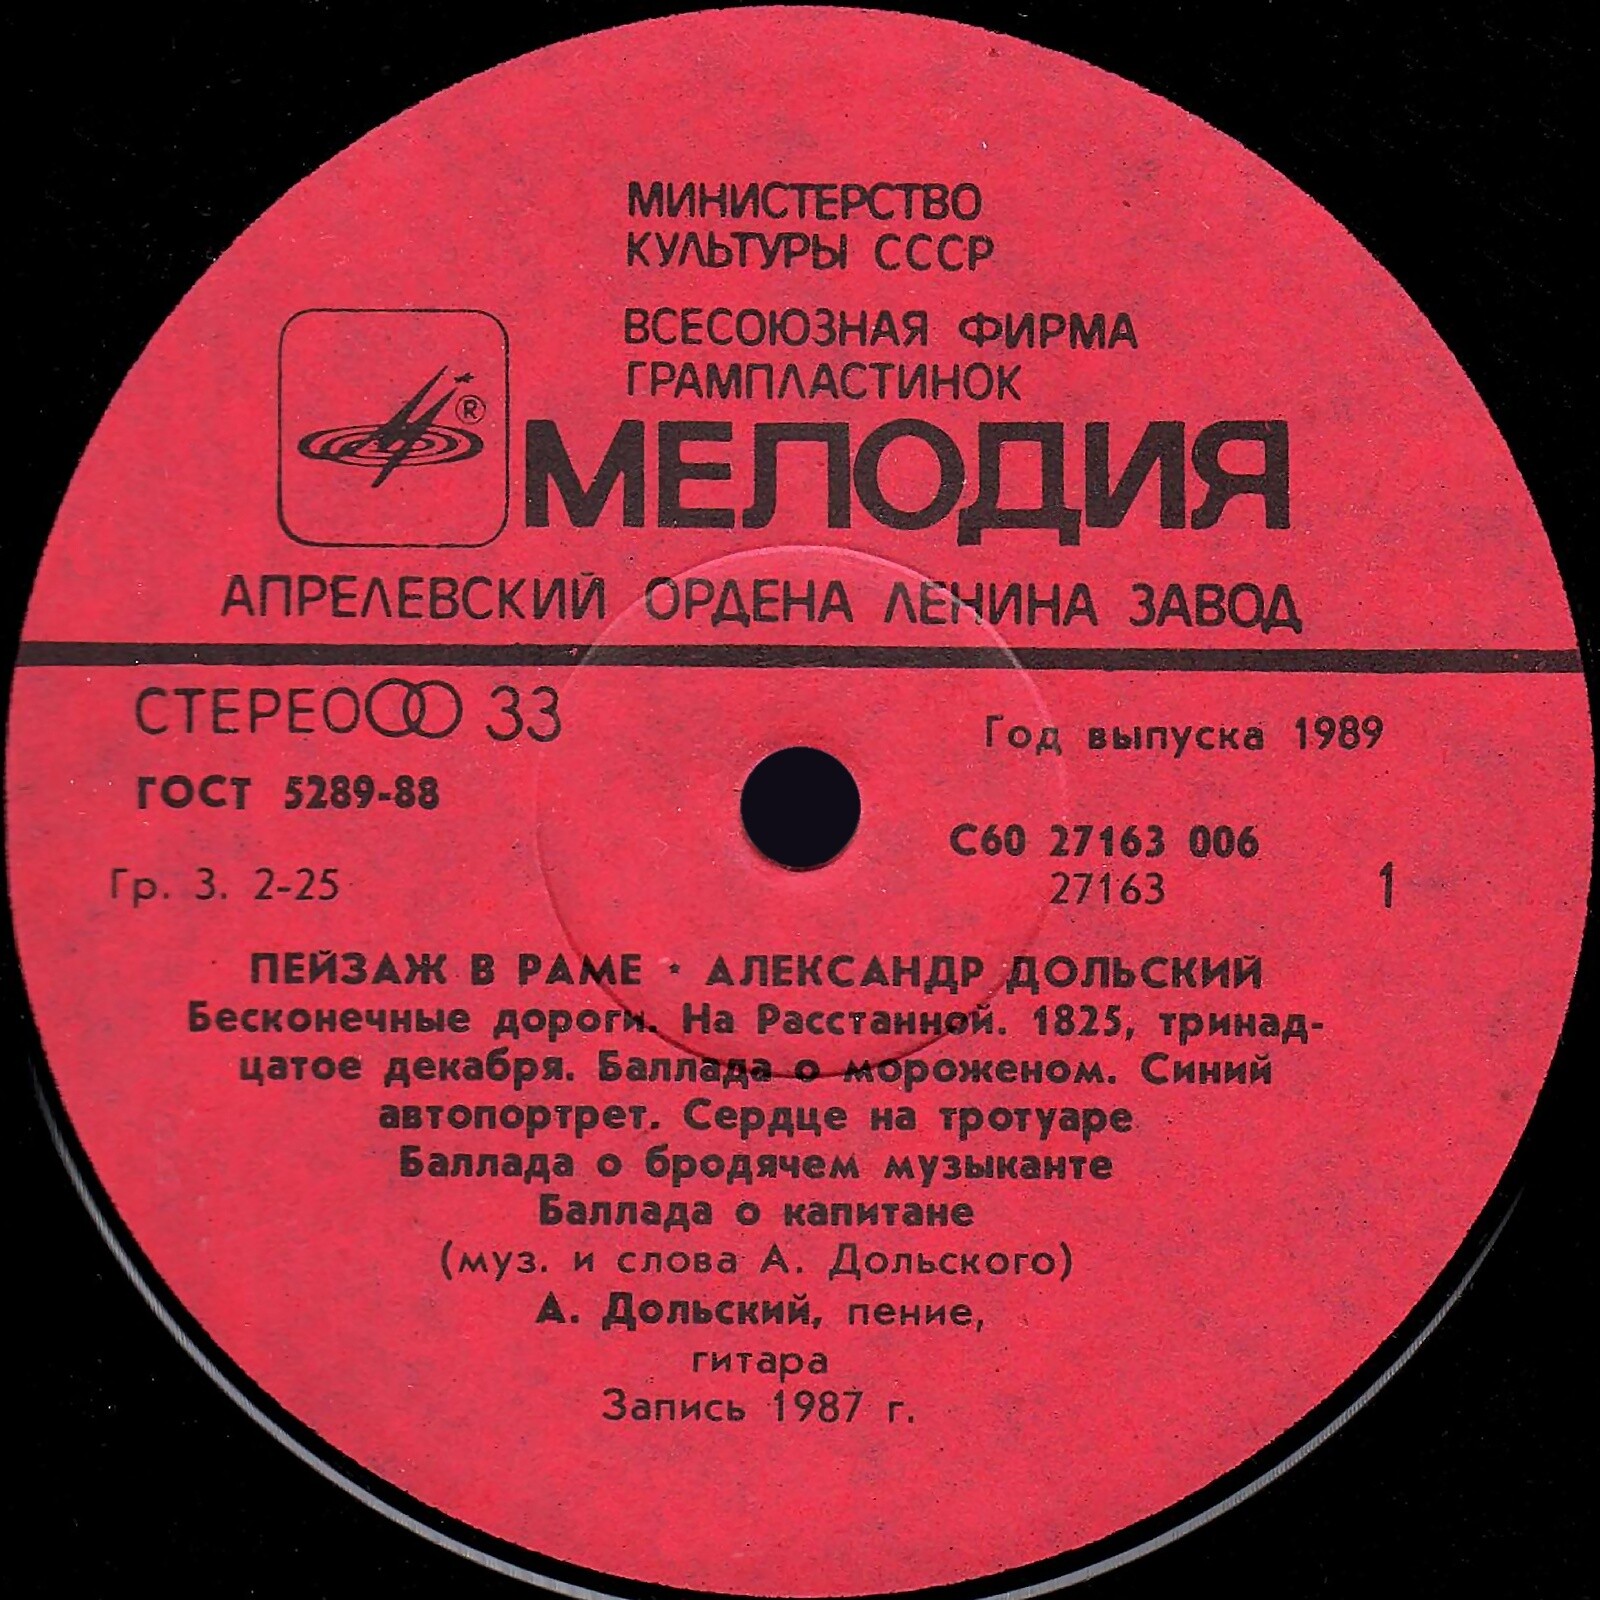 МИНИСТЕРСТВО
КУЛЬТУРЫ СССР
ВСЕСОЮЗНАЯ ФИРМА
ГРАМПЛАСТИНОК
®
МЕЛОДИЯ
АПРЕЛЕВСКИЙ ОРДЕНА ЛЕНИНА ЗАВОД
СТЕРЕО 33
Год выпуска 1989
ГОСТ 5289-88
С60 27163 006
Гр. 3. 2-25
27163
1
ПЕЙЗАЖ В РАМЕ · АЛЕКСАНДР ДОЛЬСКИЙ
Бесконечные дороги. На Расстанной. 1825, тринад-
цатое декабря. Баллада о мороженом. Синий
автопортрет. Сердце на тротуаре
Баллада о бродячем музыканте
Баллада о капитане
(муз. и слова А. Дольского)
А. Дольский, пение,
гитара
Запись 1987 г.